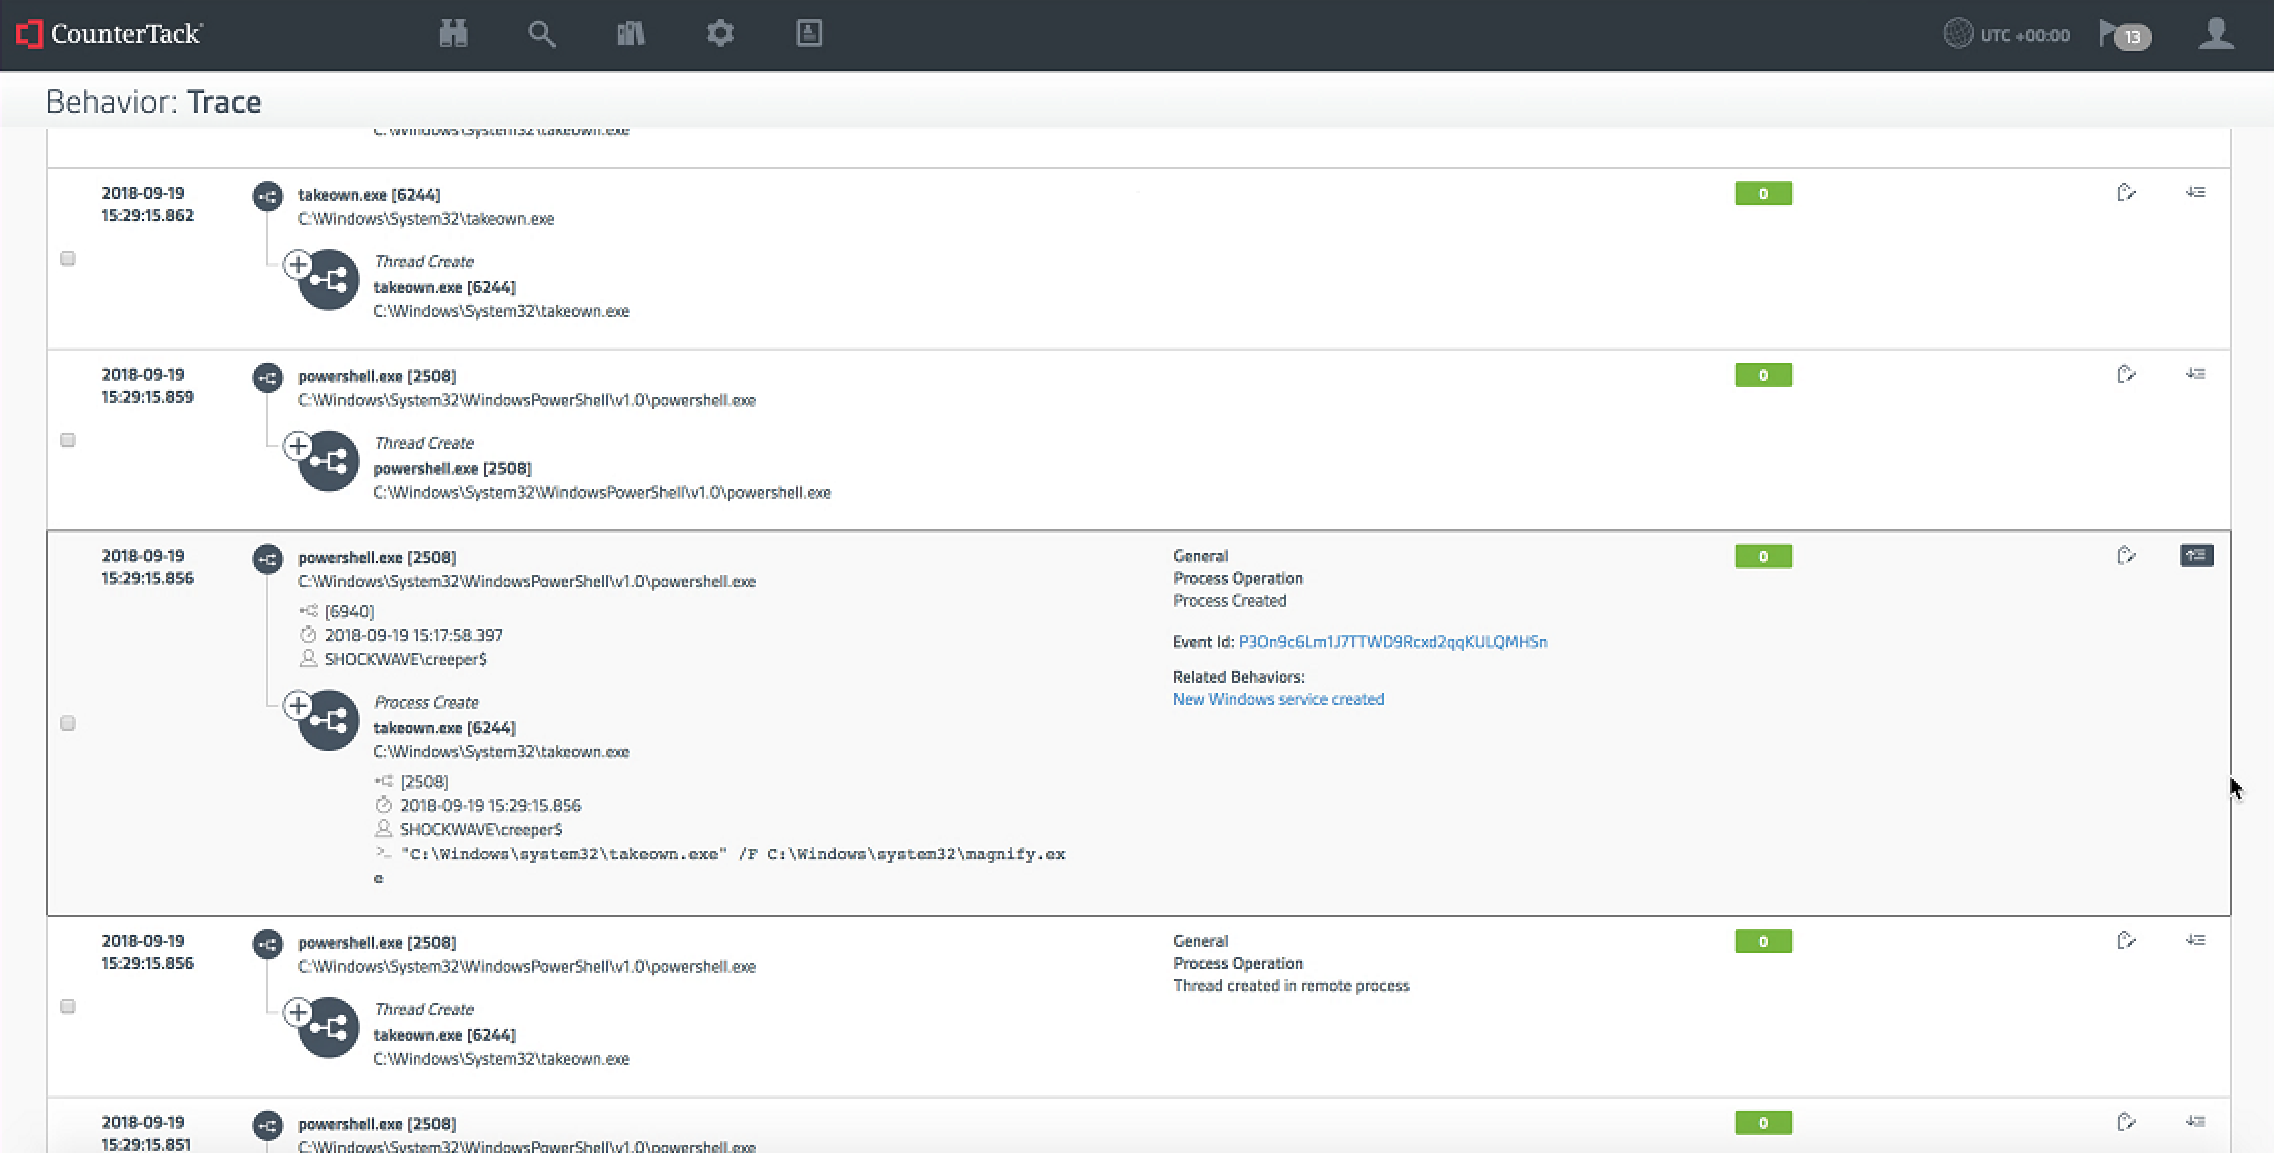 CounterTack
UTC +00:00
13
Behavior: Trace
C:\Windows\System32\takeown.exe
2018-09-19
15:29:15.862
takeown.exe [6244]
C:\Windows\System32\takeown.exe
0
Thread Create
takeown.exe [6244]
C:\Windows\System32\takeown.exe
2018-09-19
15:29:15.859
powershell.exe [2508]
C:\Windows\System32\WindowsPowerShell\v1.0\powershell.exe
0
Thread Create
powershell.exe [2508]
C:\Windows\System32\WindowsPowerShell\v1.0\powershell.exe
2018-09-19
15:29:15.856
powershell.exe [2508]
C:\Windows\System32\WindowsPowerShell\v1.0\powershell.exe
[6940]
2018-09-19 15:17:58.397
SHOCKWAVE\creeper$
Process Create
takeown.exe [6244]
C:\Windows\System32\takeown.exe
[2508]
2018-09-19 15:29:15.856
SHOCKWAVE\creeper$
>_ "C:\Windows\system32\takeown.exe" /F C:\Windows\system32\magnify.ex
e
General
Process Operation
Process Created
Event Id: P3On9c6Lm1J7TTWD9Rcxd2qqKULQMHSn
Related Behaviors:
New Windows service created
0
2018-09-19
15:29:15.856
powershell.exe [2508]
C:\Windows\System32\WindowsPowerShell\v1.0\powershell.exe
Thread Create
takeown.exe [6244]
C:\Windows\System32\takeown.exe
General
Process Operation
Thread created in remote process
0
2018-09-19
15:29:15.851
powershell.exe [2508]
C:\Windows\System32\WindowsPowerShell\v1.0\powershell.exe
0